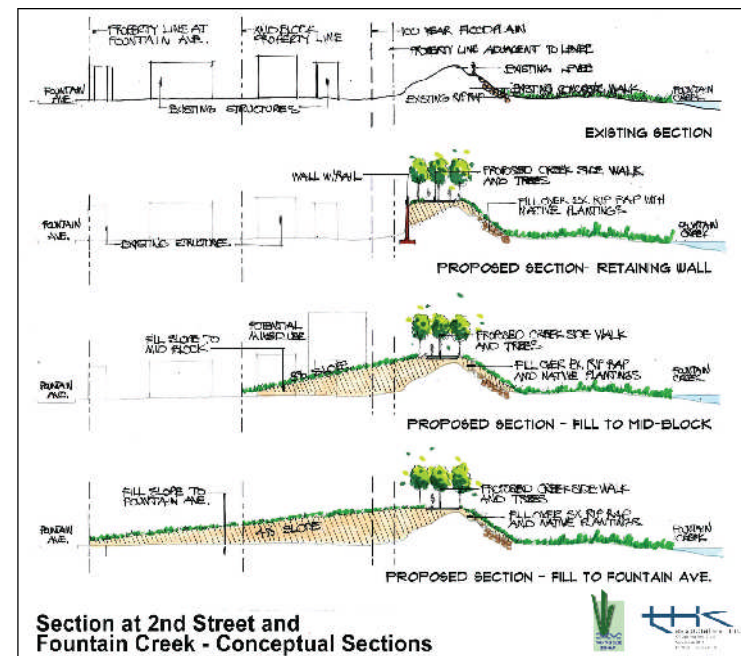 PROPERTY LINE AT
FOUNTAIN AVE.
MID BLOCK
PROPERTY LINE
100 YEAR FLOODPLAIN
PROPERTY LINE ADJACENT TO LEVEE
EXISTING LEVEE
EXISTING CONCRETE WALK
EXISTING RIP RAP
FOUNTAIN
AVE.
EXISTING STRUCTURES
FOUNTAIN
CREEK
EXISTING SECTION
WALL W/RAIL
PROPOSED CREEK SIDE WALK
AND TREES
FILL OVER EX. RIP RAP WITH
NATIVE PLANTINGS
FOUNTAIN
AVE.
EXISTING STRUCTURES
FOUNTAIN
CREEK
PROPOSED SECTION- RETAINING WALL
FILL SLOPE TO
MID BLOCK
POTENTIAL
MIXED USE
8% SLOPE
PROPOSED CREEK SIDE WALK
AND TREES
FILL OVER EX. RIP RAP
AND NATIVE PLANTINGS
FOUNTAIN
AVE.
FOUNTAIN
CREEK
PROPOSED SECTION - FILL TO MID-BLOCK
FILL SLOPE TO
FOUNTAIN AVE.
4% SLOPE
PROPOSED CREEK SIDE WALK
AND TREES
FILL OVER EX. RIP RAP
AND NATIVE PLANTINGS
FOUNTAIN
AVE.
FOUNTAIN
CREEK
PROPOSED SECTION - FILL TO FOUNTAIN AVE.
Section at 2nd Street and
Fountain Creek - Conceptual Sections
thk